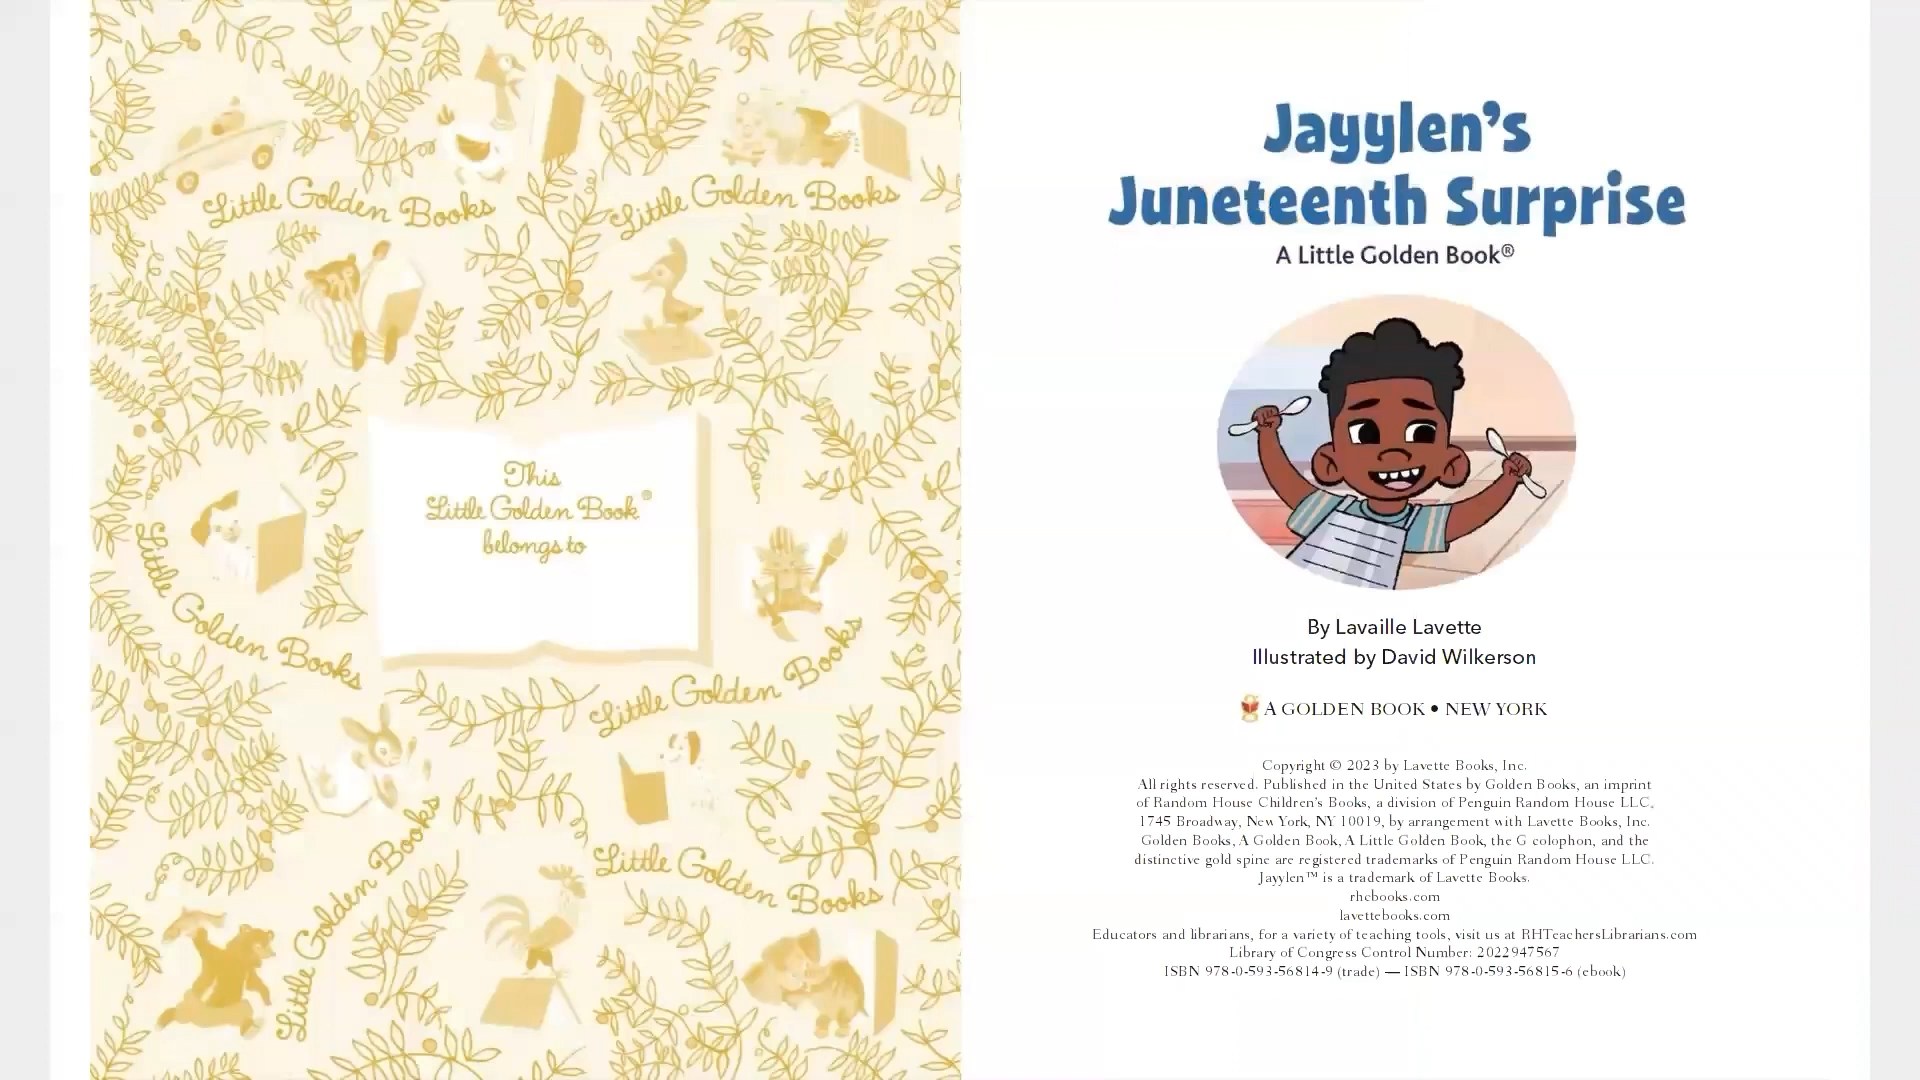 Little Golden Books
Little Golden Books
This
Little Golden Book®
belongs to
Little Golden Books
Little Golden Books
Little Golden Books
Little Golden Books
Jayylen's
Juneteenth Surprise
A Little Golden Book®
By Lavaille Lavette
Illustrated by David Wilkerson
A GOLDEN BOOK • NEW YORK
Copyright © 2023 by Lavette Books, Inc.
All rights reserved. Published in the United States by Golden Books, an imprint
of Random House Children's Books, a division of Penguin Random House LLC,
1745 Broadway, New York, NY 10019, by arrangement with Lavette Books, Inc.
Golden Books, A Golden Book, A Little Golden Book, the G colophon, and the
distinctive gold spine are registered trademarks of Penguin Random House LLC.
Jayylen™ is a trademark of Lavette Books.
rhcbooks.com
lavettebooks.com
Educators and librarians, for a variety of teaching tools, visit us at RHTeachersLibrarians.com
Library of Congress Control Number: 2022947567
ISBN 978-0-593-56814-9 (trade) — ISBN 978-0-593-56815-6 (ebook)